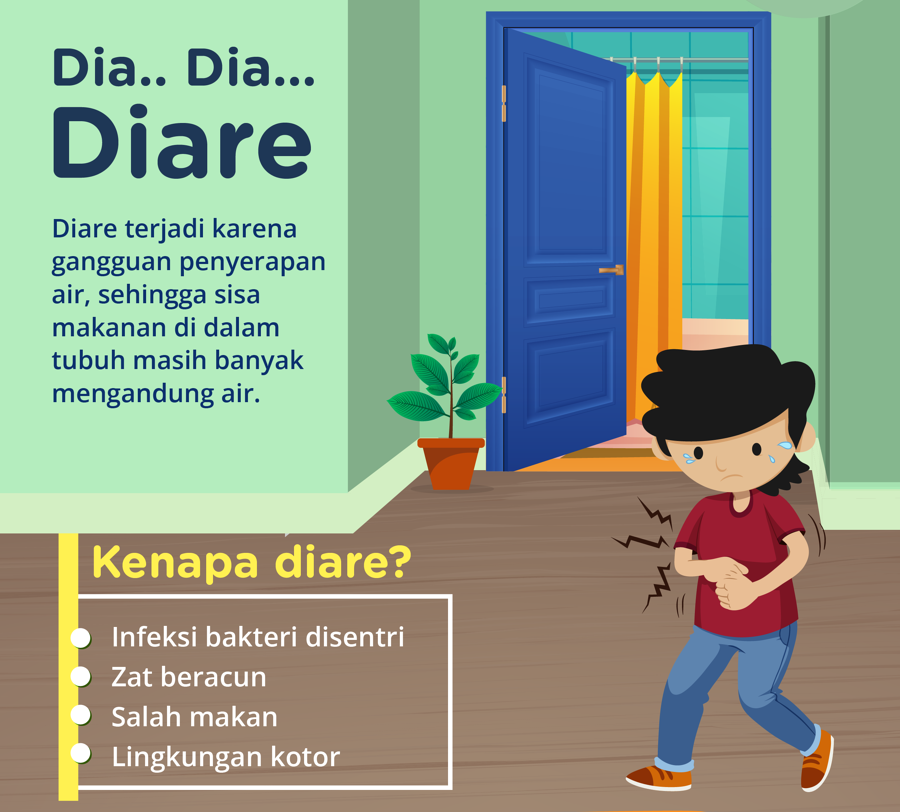 Dia.. Dia...
Diare
Diare terjadi karena
gangguan penyerapan
air, sehingga sisa
makanan di dalam
tubuh masih banyak
mengandung air.
Kenapa diare?
Infeksi bakteri disentri
Zat beracun
Salah makan
Lingkungan kotor